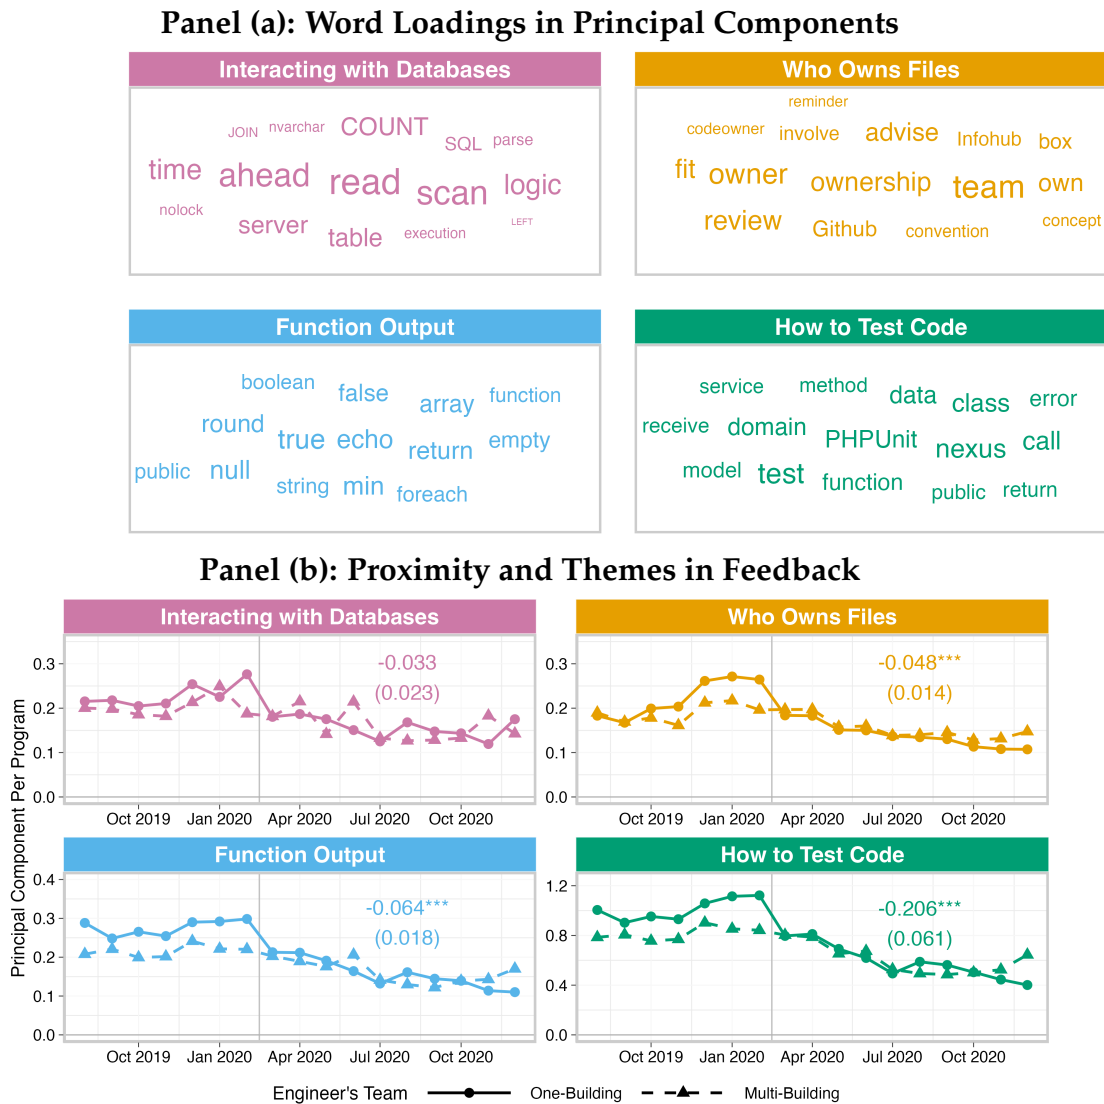 Panel (a): Word Loadings in Principal Components
Interacting with Databases
JOIN nvarchar COUNT SQL parse
time ahead read scan logic
nolock server table execution LEFT
Who Owns Files
reminder
codeowner involve advise Infohub box
fit owner ownership team own
review Github convention concept
Function Output
boolean false array function
round true echo return empty
public null string min foreach
How to Test Code
service method data class error
receive domain PHPUnit nexus call
model test function public return
Panel (b): Proximity and Themes in Feedback
Principal Component Per Program
Interacting with Databases
-0.033
(0.023)
0.3
0.2
0.1
0.0
Oct 2019 Jan 2020 Apr 2020 Jul 2020 Oct 2020
Who Owns Files
-0.048***
(0.014)
0.3
0.2
0.1
0.0
Oct 2019 Jan 2020 Apr 2020 Jul 2020 Oct 2020
Function Output
-0.064***
(0.018)
0.4
0.3
0.2
0.1
0.0
Oct 2019 Jan 2020 Apr 2020 Jul 2020 Oct 2020
How to Test Code
-0.206***
(0.061)
1.2
0.8
0.4
0.0
Oct 2019 Jan 2020 Apr 2020 Jul 2020 Oct 2020
Engineer's Team One-Building Multi-Building